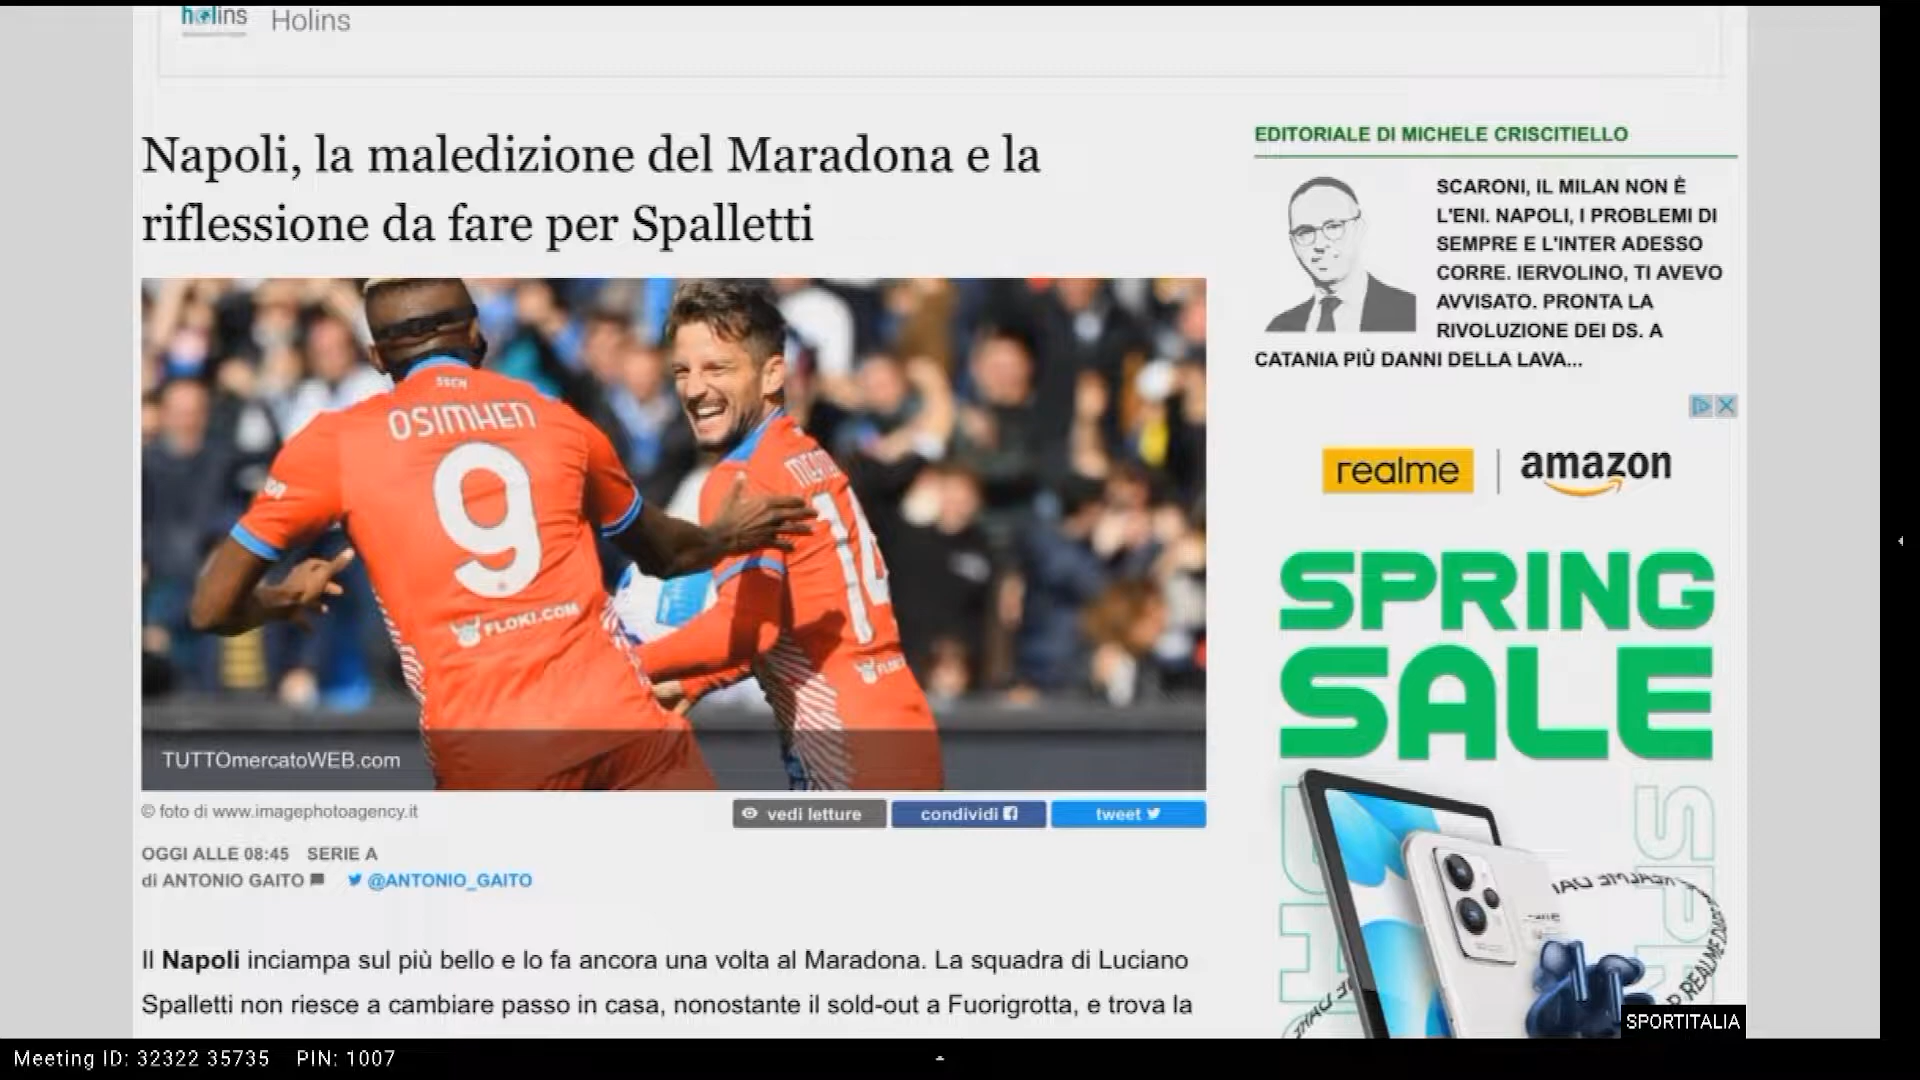 holins Holins
Napoli, la maledizione del Maradona e la
riflessione da fare per Spalletti
SSCN
OSIMHEN
9
FLOKI.COM
14
TUTTOmercatoWEB.com
© foto di www.imagephotoagency.it
vedi letture
condividi
tweet
OGGI ALLE 08:45 SERIE A
di ANTONIO GAITO @ANTONIO_GAITO
Il Napoli inciampa sul più bello e lo fa ancora una volta al Maradona. La squadra di Luciano
Spalletti non riesce a cambiare passo in casa, nonostante il sold-out a Fuorigrotta, e trova la
EDITORIALE DI MICHELE CRISCITIELLO
SCARONI, IL MILAN NON È
L'ENI. NAPOLI, I PROBLEMI DI
SEMPRE E L'INTER ADESSO
CORRE. IERVOLINO, TI AVEVO
AVVISATO. PRONTA LA
RIVOLUZIONE DEI DS. A
CATANIA PIÙ DANNI DELLA LAVA...
realme | amazon
SPRING
SALE
SPORTITALIA
Meeting ID: 32322 35735 PIN: 1007